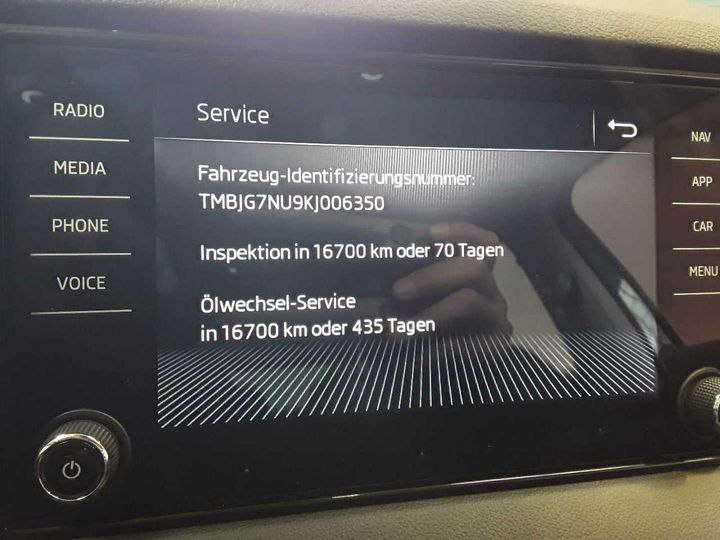 Service
RADIO
MEDIA
PHONE
VOICE
Fahrzeug-Identifizierungsnummer:
TMBJG7NU9KJ006350
Inspektion in 16700 km oder 70 Tagen
Ölwechsel-Service
in 16700 km oder 435 Tagen
NAV
APP
CAR
MENU